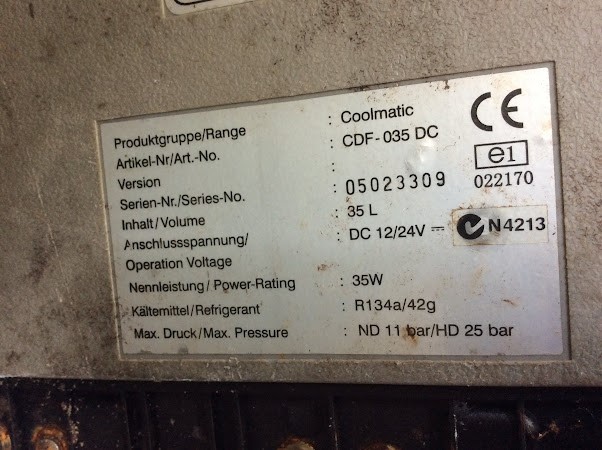 Produktgruppe/Range : Coolmatic
Artikel-Nr/Art.-No. : CDF-035 DC
Version :
Serien-Nr./Series-No. : 05023309
Inhalt/Volume : 35 L
Anschlussspannung/ : DC 12/24V ⎓
Operation Voltage
Nennleistung / Power-Rating : 35W
Kältemittel/Refrigerant : R134a/42g
Max. Druck/Max. Pressure : ND 11 bar/HD 25 bar
CE
e1
022170
N4213